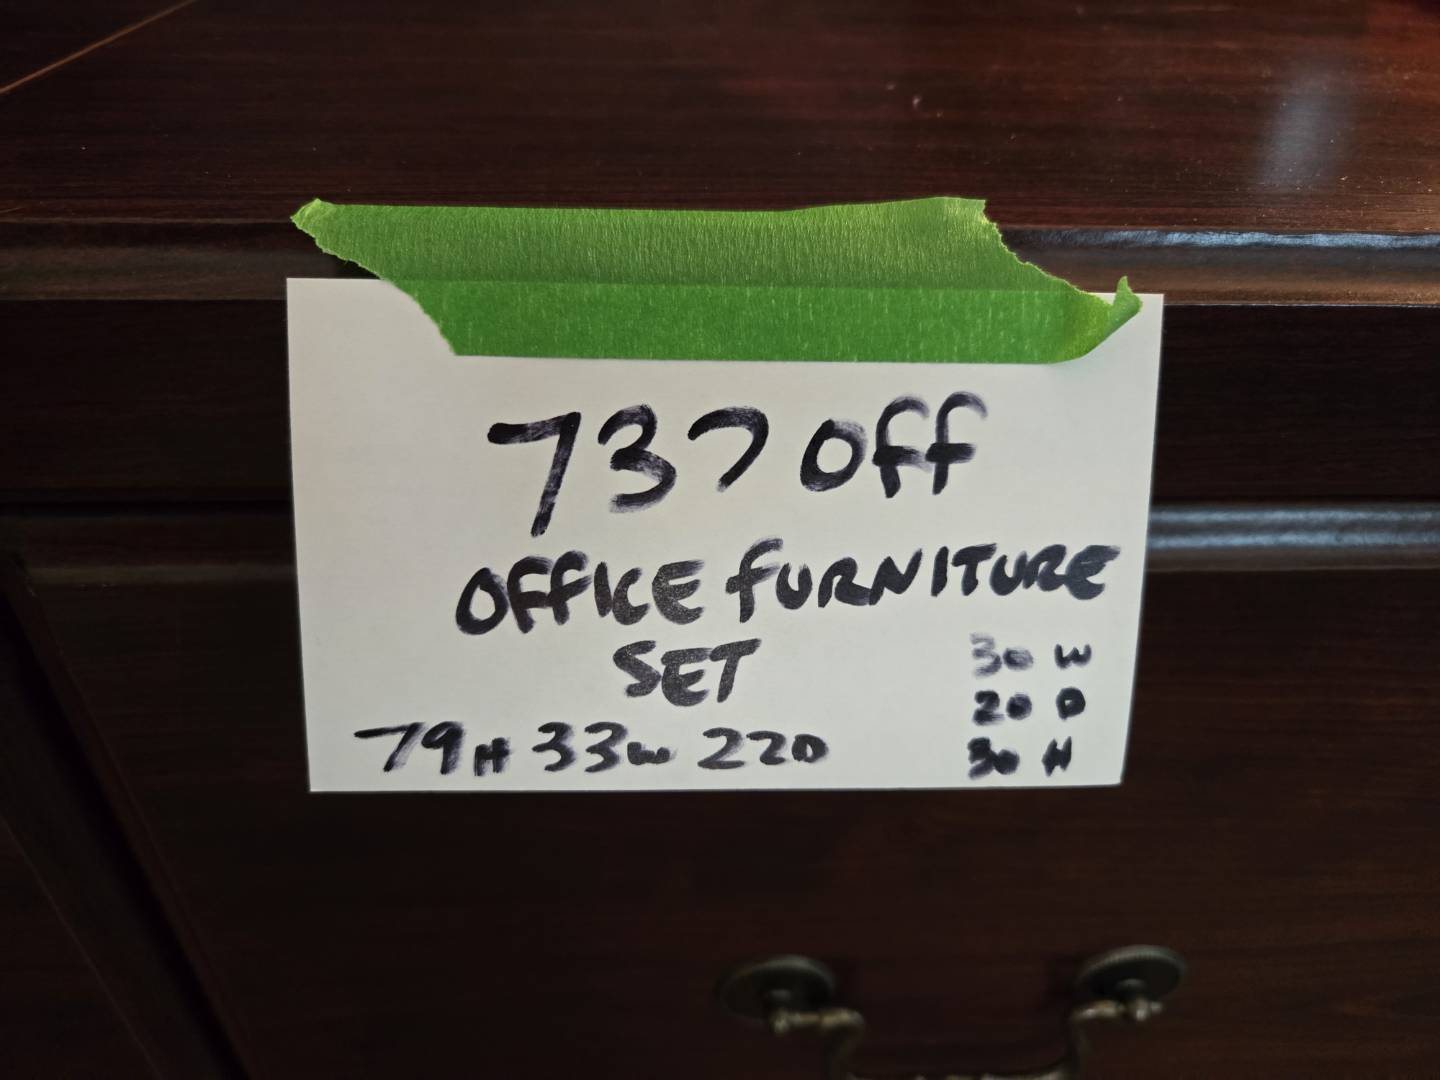 737 Off
OFFICE FURNITURE
SET
79H 33W 22D
30 W
20 D
30 H